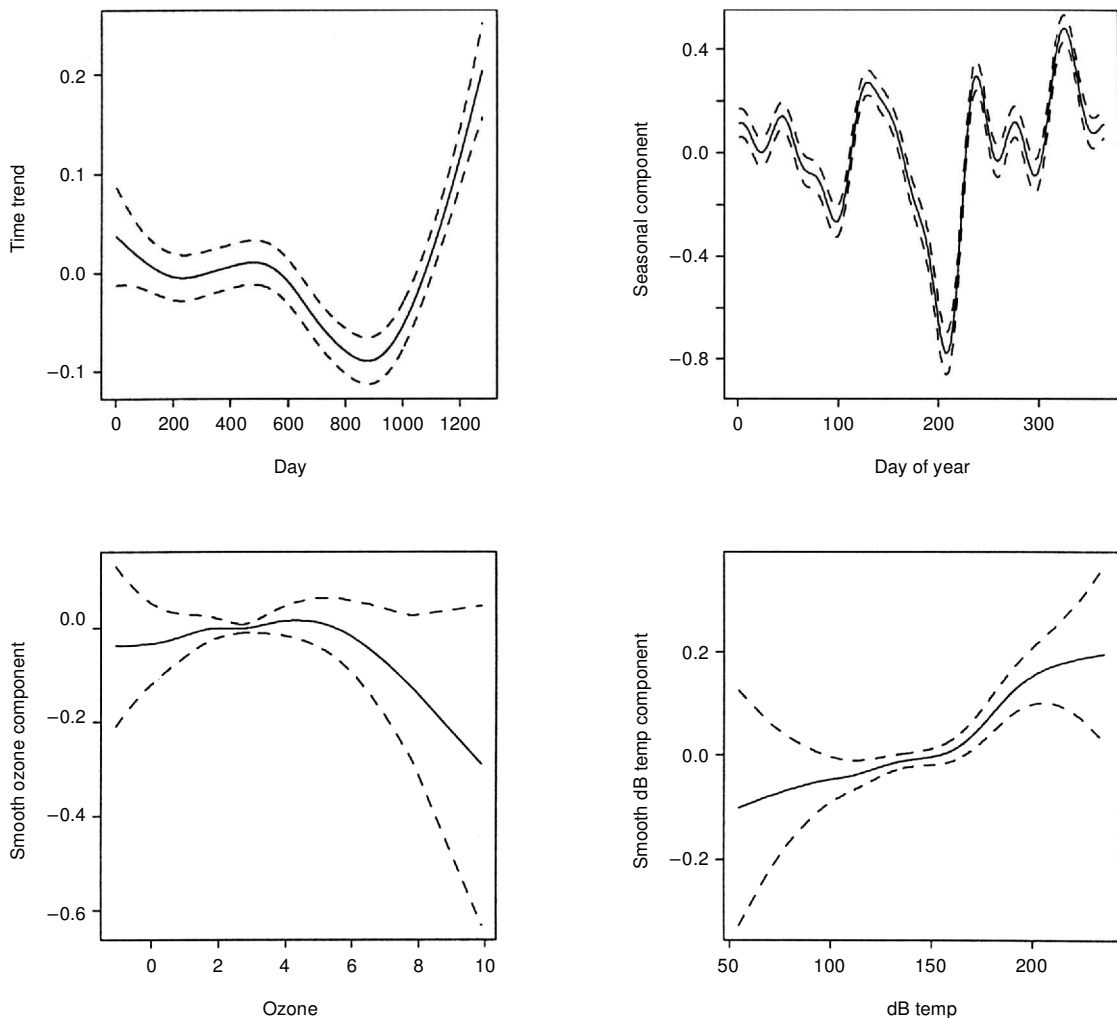 Time trend
0.2
0.1
0.0
−0.1
0 200 400 600 800 1000 1200
Day
Seasonal component
0.4
0.0
−0.4
−0.8
0 100 200 300
Day of year
Smooth ozone component
0.0
−0.2
−0.4
−0.6
0 2 4 6 8 10
Ozone
Smooth dB temp component
0.2
0.0
−0.2
50 100 150 200
dB temp